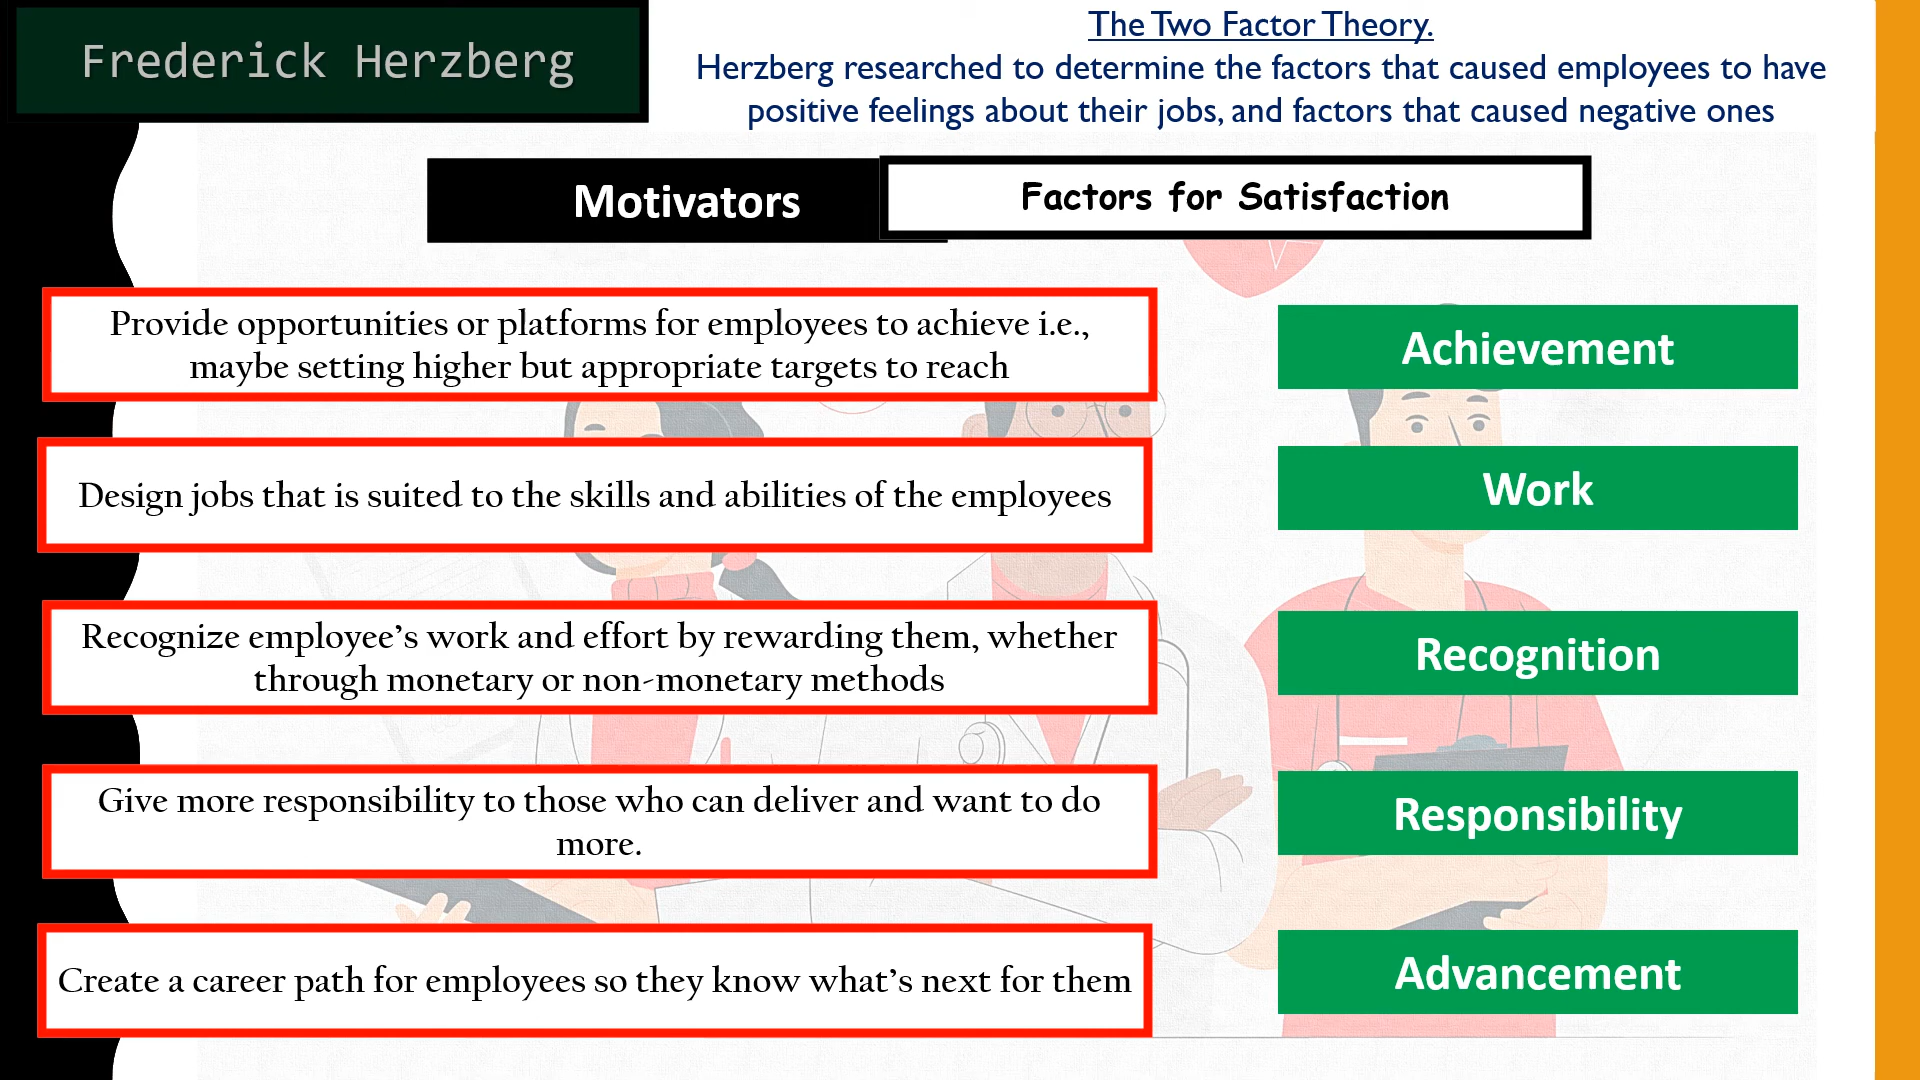 Frederick Herzberg
The Two Factor Theory.
Herzberg researched to determine the factors that caused employees to have
positive feelings about their jobs, and factors that caused negative ones
Motivators
Factors for Satisfaction
Provide opportunities or platforms for employees to achieve i.e.,
maybe setting higher but appropriate targets to reach
Achievement
Design jobs that is suited to the skills and abilities of the employees
Work
Recognize employee’s work and effort by rewarding them, whether
through monetary or non-monetary methods
Recognition
Give more responsibility to those who can deliver and want to do
more.
Responsibility
Create a career path for employees so they know what’s next for them
Advancement